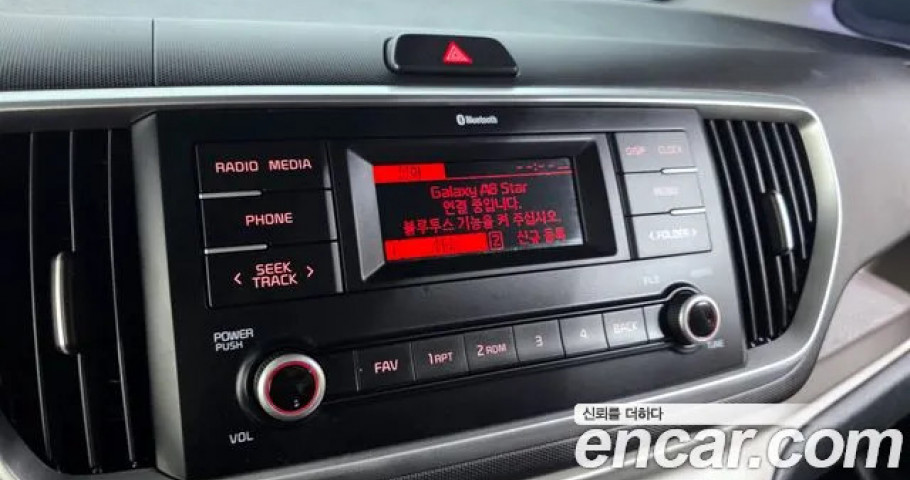 Bluetooth
RADIO MEDIA
PHONE
< SEEK >
TRACK
Galaxy A8 Star
연결 중입니다.
블루투스 기능을 켜 주십시오.
2 신규 등록
DISP CLOCK
< FOLDER >
POWER
PUSH
VOL
FAV
1 RPT
2 RDM
3
4
BACK
TUNE
신뢰를 더하다
encar.com